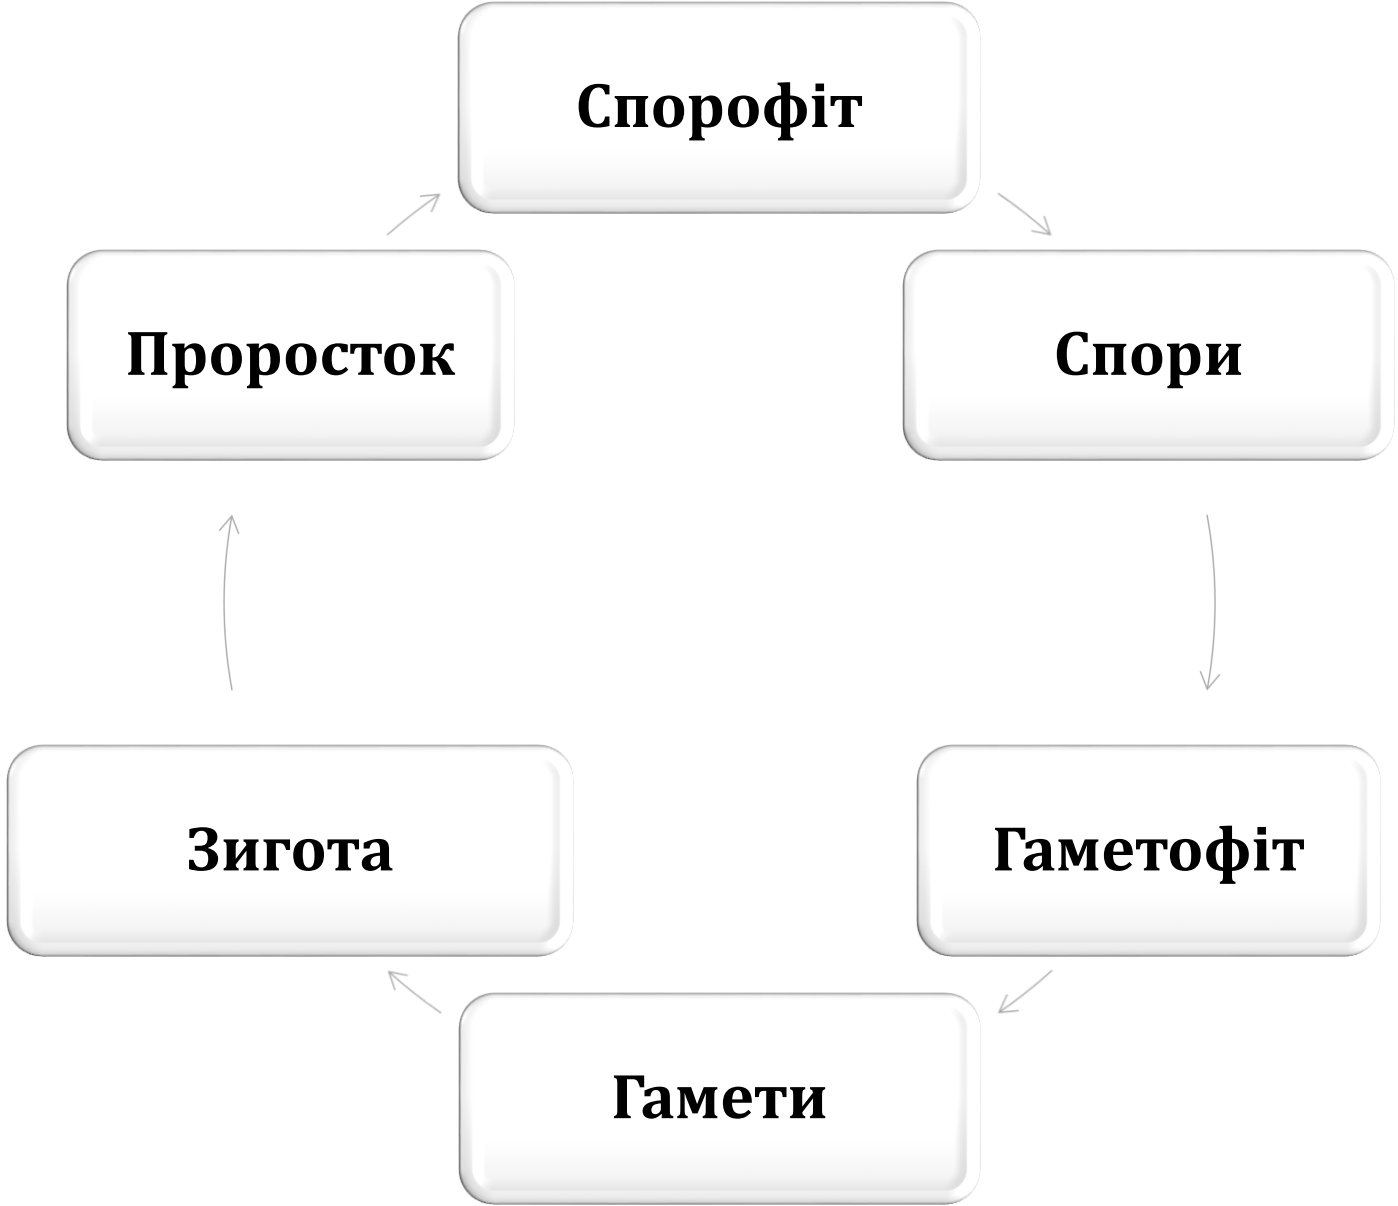 Спорофіт
Спори
Гаметофіт
Гамети
Зигота
Проросток